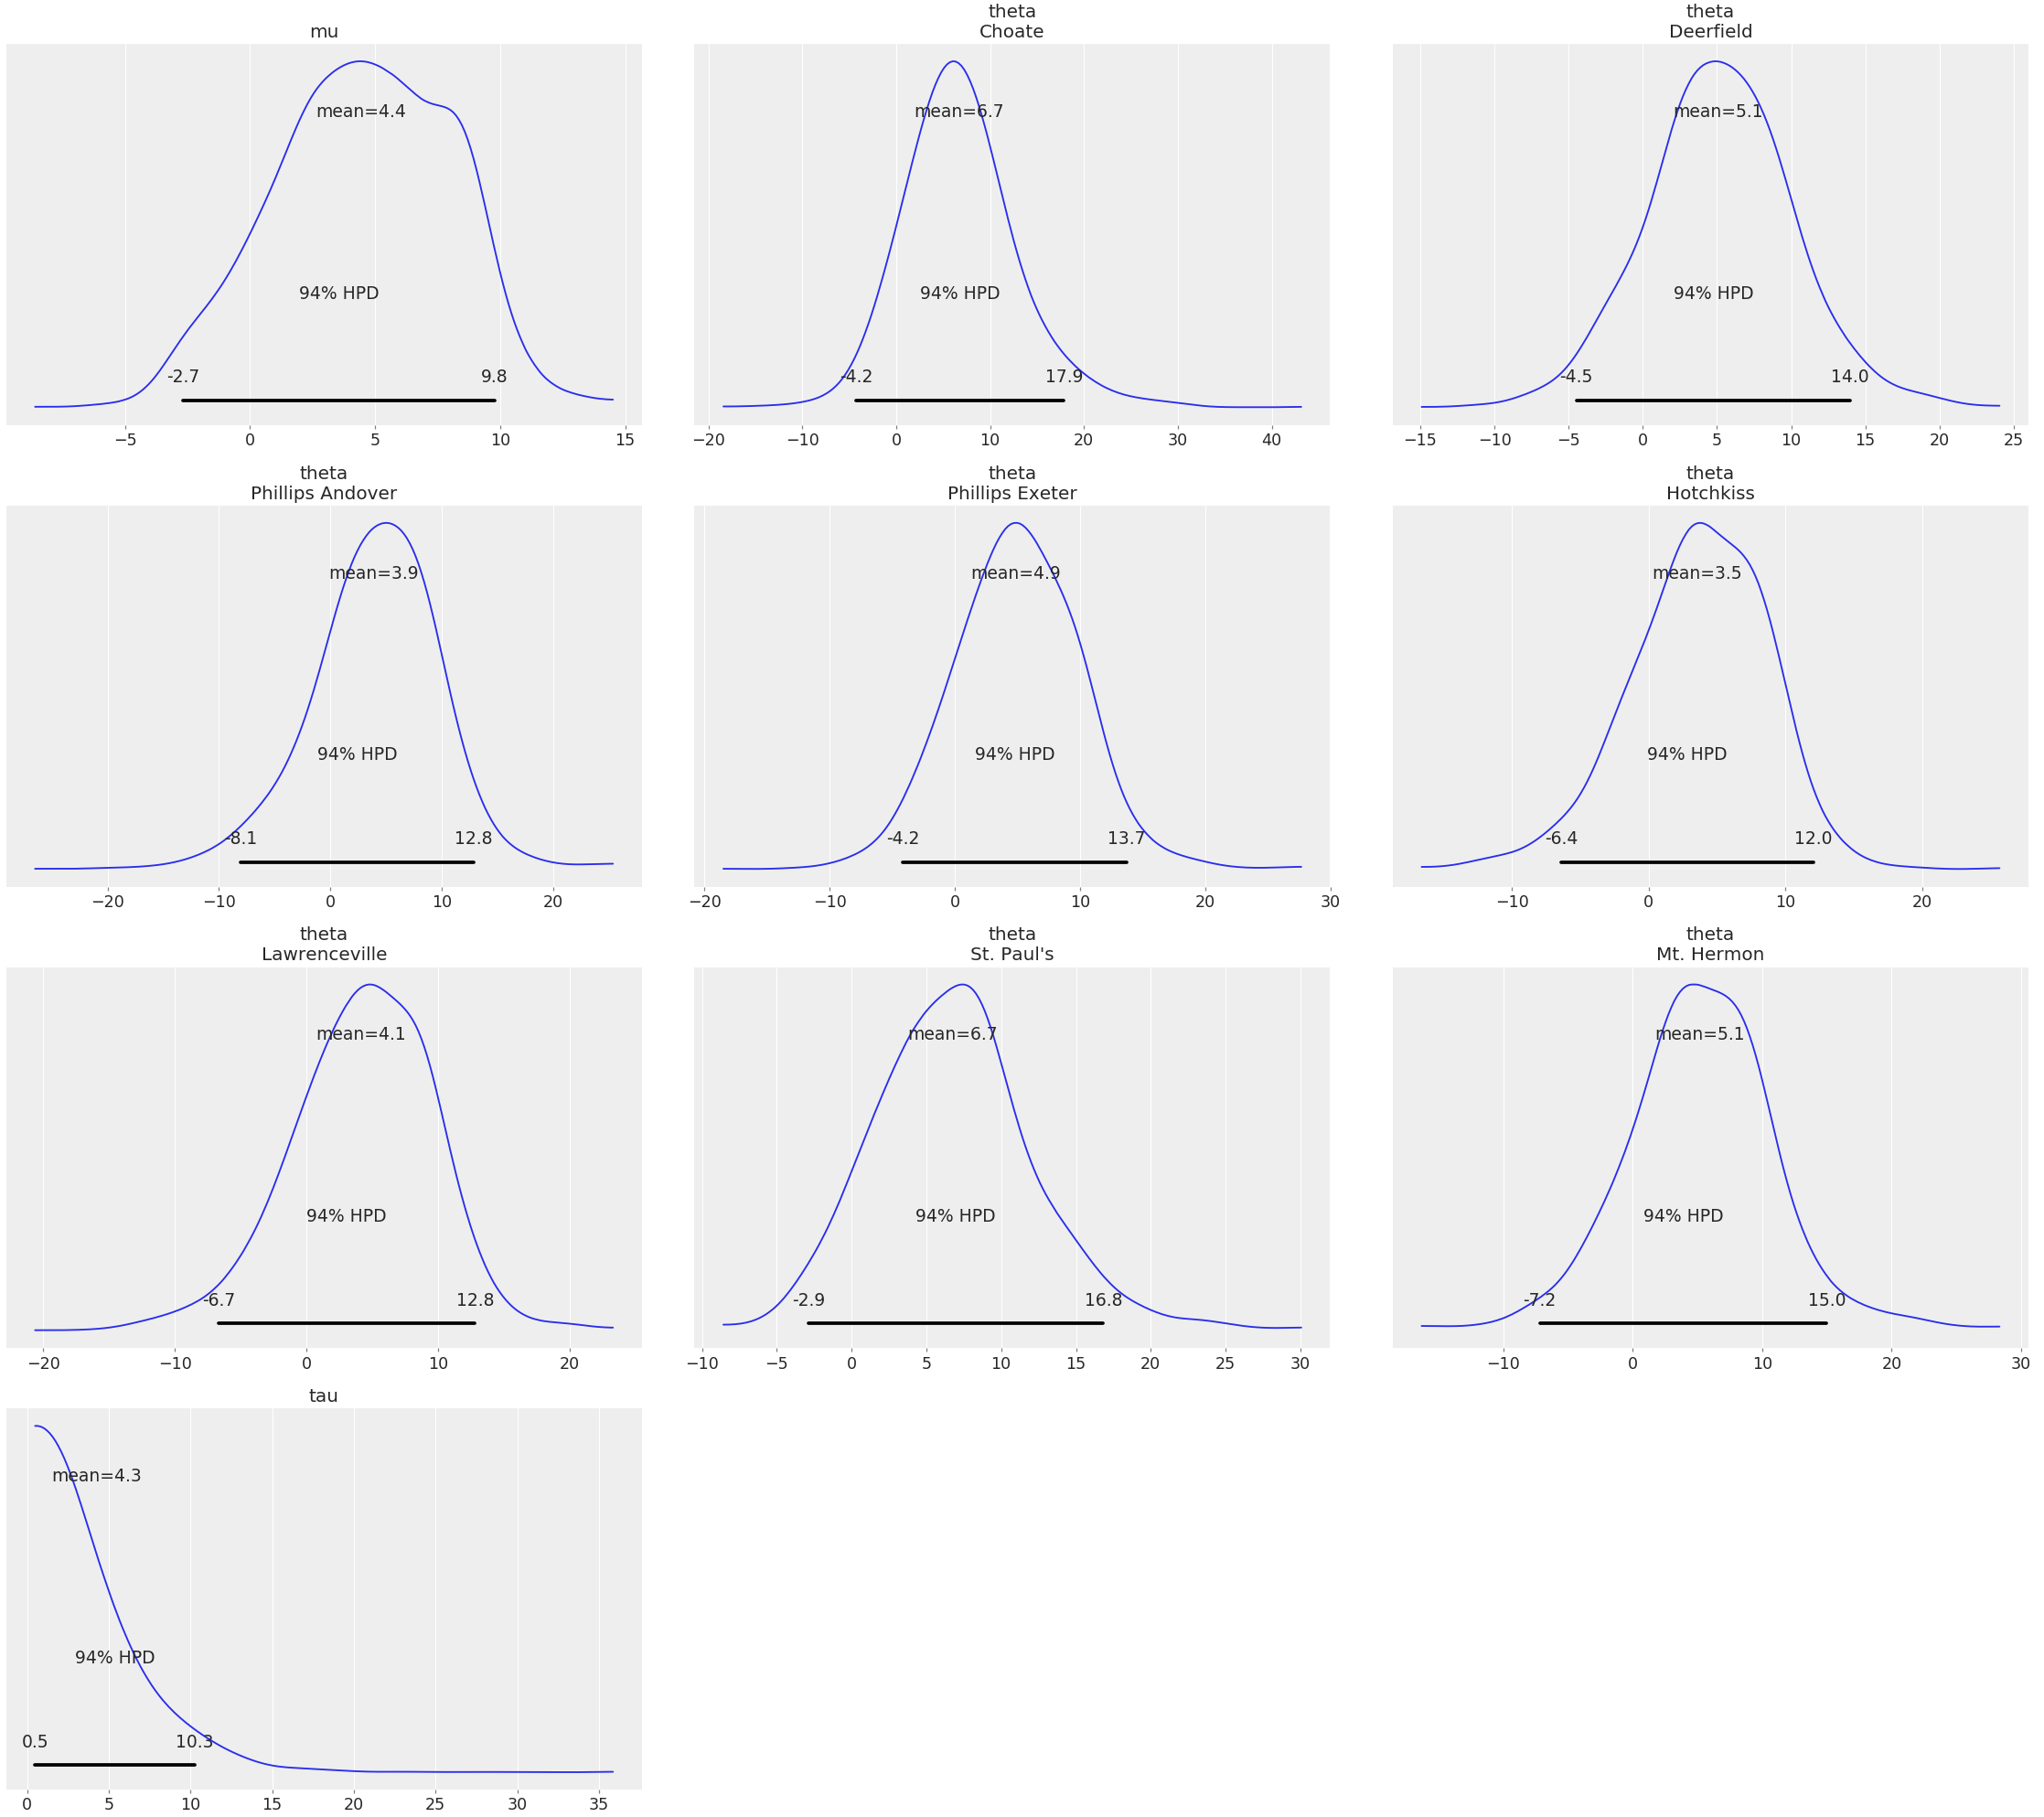 mu
mean=4.4
94% HPD
-2.7 9.8
−5 0 5 10 15
theta
Choate
mean=6.7
94% HPD
-4.2 17.9
−20 −10 0 10 20 30 40
theta
Deerfield
mean=5.1
94% HPD
-4.5 14.0
−15 −10 −5 0 5 10 15 20 25
theta
Phillips Andover
mean=3.9
94% HPD
-8.1 12.8
−20 −10 0 10 20
theta
Phillips Exeter
mean=4.9
94% HPD
-4.2 13.7
−20 −10 0 10 20 30
theta
Hotchkiss
mean=3.5
94% HPD
-6.4 12.0
−10 0 10 20
theta
Lawrenceville
mean=4.1
94% HPD
-6.7 12.8
−20 −10 0 10 20
theta
St. Paul's
mean=6.7
94% HPD
-2.9 16.8
−10 −5 0 5 10 15 20 25 30
theta
Mt. Hermon
mean=5.1
94% HPD
-7.2 15.0
−10 0 10 20 30
tau
mean=4.3
94% HPD
0.5 10.3
0 5 10 15 20 25 30 35